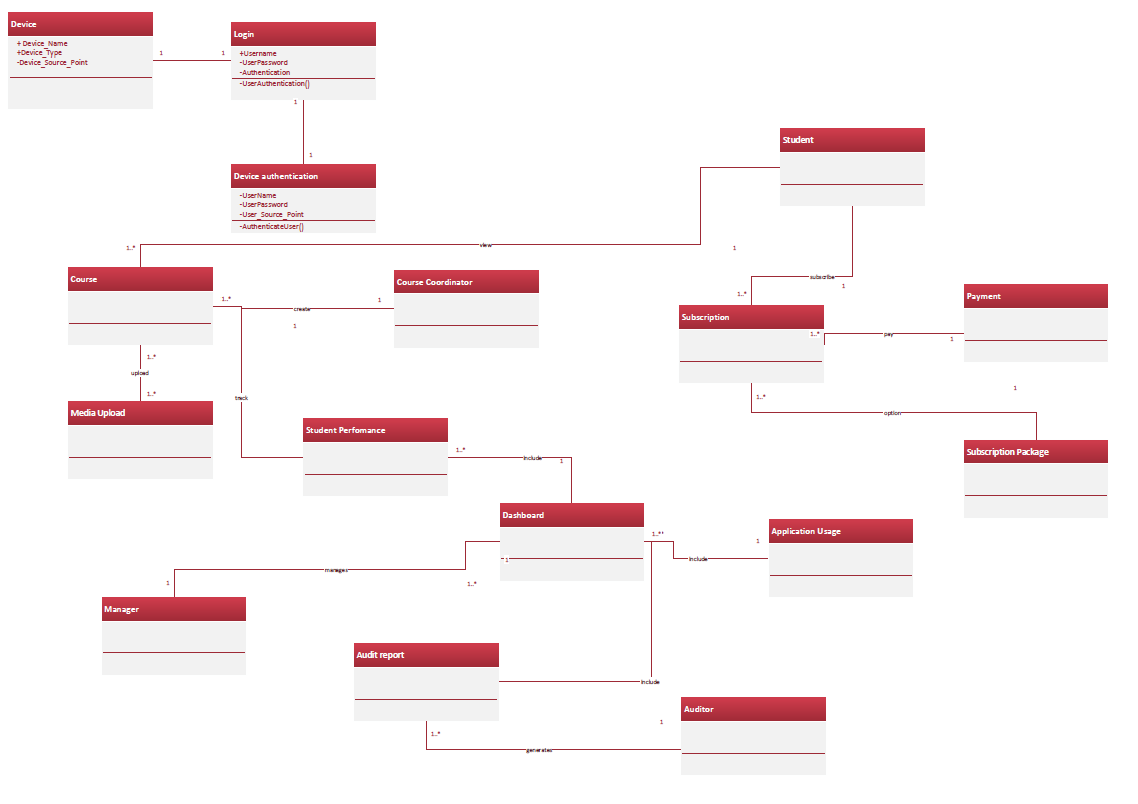 Device
+ Device_Name
+Device_Type
-Device_Source_Point
1
1
Login
+Username
-UserPassword
-Authentication
-UserAuthentication()
1
1
Device authentication
-UserName
-UserPassword
-User_Source_Point
-AuthenticateUser()
Student
view
1..*
1
Course
1..*
create
1
1
Course Coordinator
subscribe
1
1..*
Subscription
1..*
pay
1
Payment
1..*
upload
1..*
Media Upload
track
1
1..*
option
Subscription Package
Student Perfomance
1..*
include
1
Dashboard
1
1..**
include
1
Application Usage
manages
1..*
1
Manager
Audit report
include
1
1..*
generates
Auditor